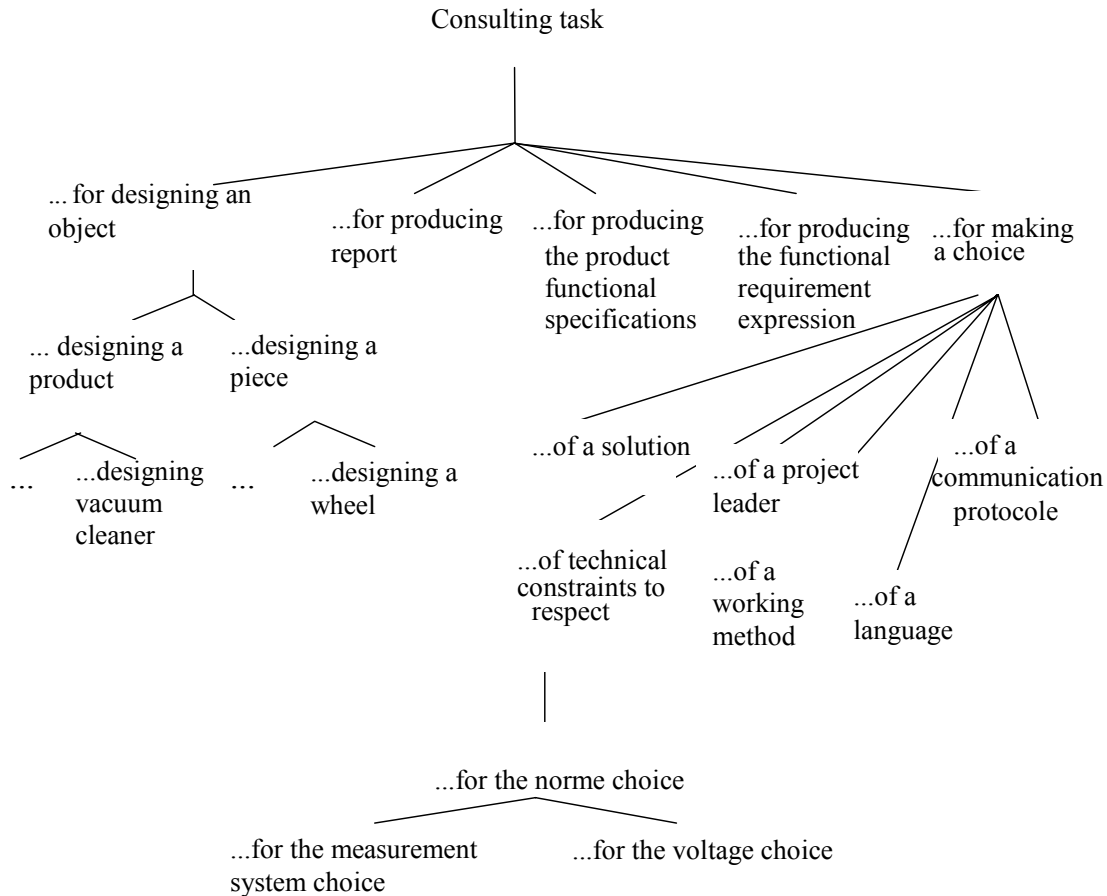 Consulting task
... for designing an
object
...for producing
report
...for producing
the product
functional
specifications
...for producing
the functional
requirement
expression
...for making
a choice
... designing a
product
...designing a
piece
...
...designing
vacuum
cleaner
...
...designing a
wheel
...of a solution
...of a project
leader
...of a
communication
protocole
...of technical
constraints to
respect
...of a
working
method
...of a
language
...for the norme choice
...for the measurement
system choice
...for the voltage choice